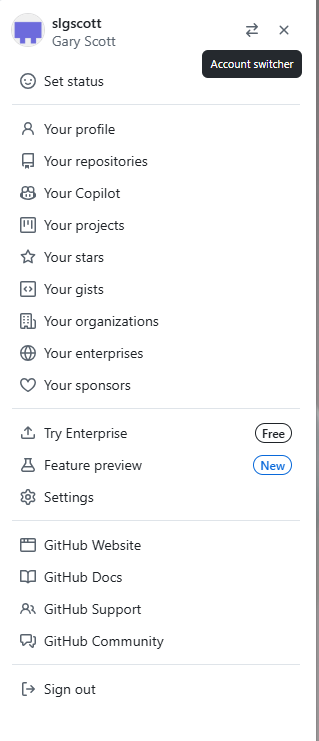 slgscott
Gary Scott
Account switcher
Set status
Your profile
Your repositories
Your Copilot
Your projects
Your stars
Your gists
Your organizations
Your enterprises
Your sponsors
Try Enterprise Free
Feature preview New
Settings
GitHub Website
GitHub Docs
GitHub Support
GitHub Community
Sign out